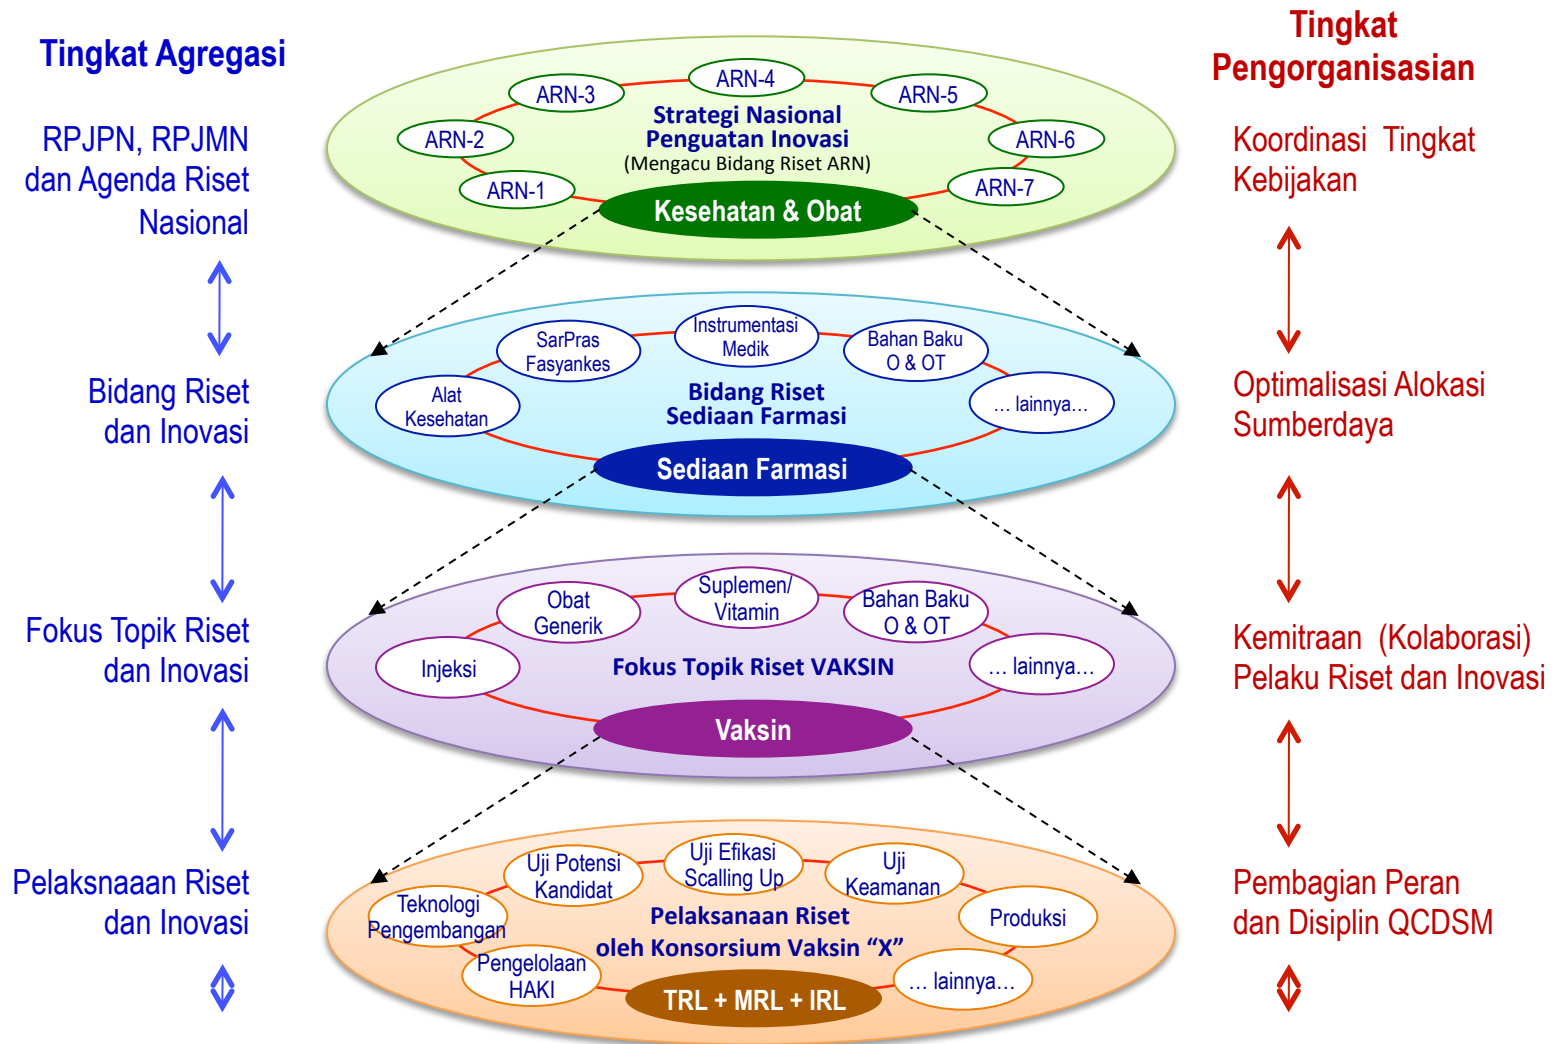 Tingkat Agregasi
Tingkat
Pengorganisasian
RPJPN, RPJMN
dan Agenda Riset
Nasional
ARN-1
ARN-2
ARN-3
ARN-4
ARN-5
ARN-6
ARN-7
Strategi Nasional
Penguatan Inovasi
(Mengacu Bidang Riset ARN)
Kesehatan & Obat
Koordinasi Tingkat
Kebijakan
Bidang Riset
dan Inovasi
Alat
Kesehatan
SarPras
Fasyankes
Instrumentasi
Medik
Bahan Baku
O & OT
... lainnya...
Bidang Riset
Sediaan Farmasi
Sediaan Farmasi
Optimalisasi Alokasi
Sumberdaya
Fokus Topik Riset
dan Inovasi
Injeksi
Obat
Generik
Suplemen/
Vitamin
Bahan Baku
O & OT
... lainnya...
Fokus Topik Riset VAKSIN
Vaksin
Kemitraan (Kolaborasi)
Pelaku Riset dan Inovasi
Pelaksnaaan Riset
dan Inovasi
Pengelolaan
HAKI
Teknologi
Pengembangan
Uji Potensi
Kandidat
Uji Efikasi
Scalling Up
Uji
Keamanan
Produksi
... lainnya...
Pelaksanaan Riset
oleh Konsorsium Vaksin “X”
TRL + MRL + IRL
Pembagian Peran
dan Disiplin QCDSM